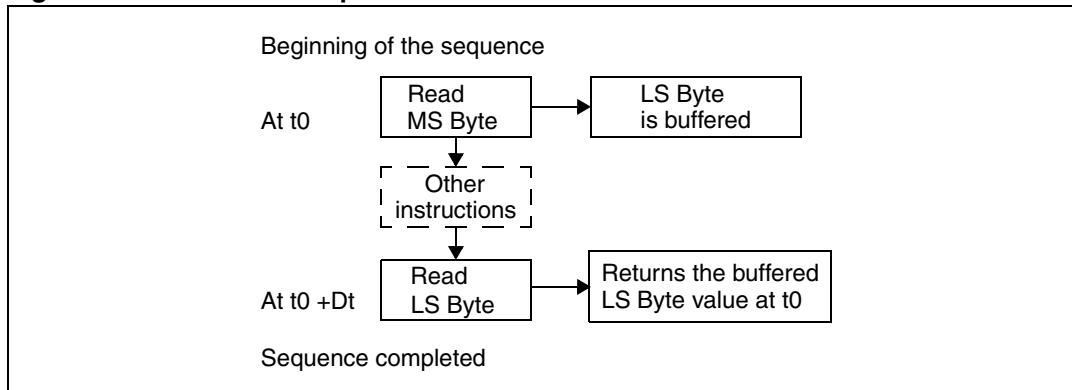 Beginning of the sequence
At t0
Read
MS Byte
LS Byte
is buffered
Other
instructions
At t0 +Dt
Read
LS Byte
Returns the buffered
LS Byte value at t0
Sequence completed